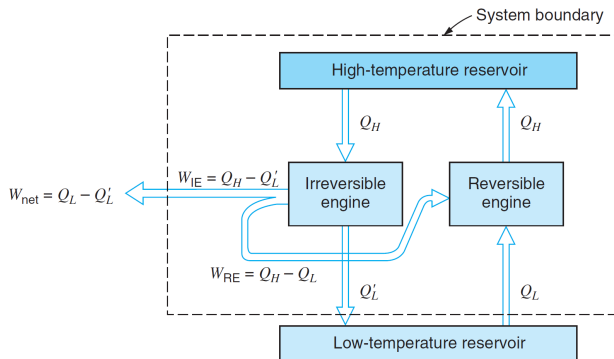 System boundary
High-temperature reservoir
Q_H
Q_H
W_IE = Q_H − Q'_L
Irreversible
engine
Reversible
engine
W_net = Q_L − Q'_L
W_RE = Q_H − Q_L
Q'_L
Q_L
Low-temperature reservoir